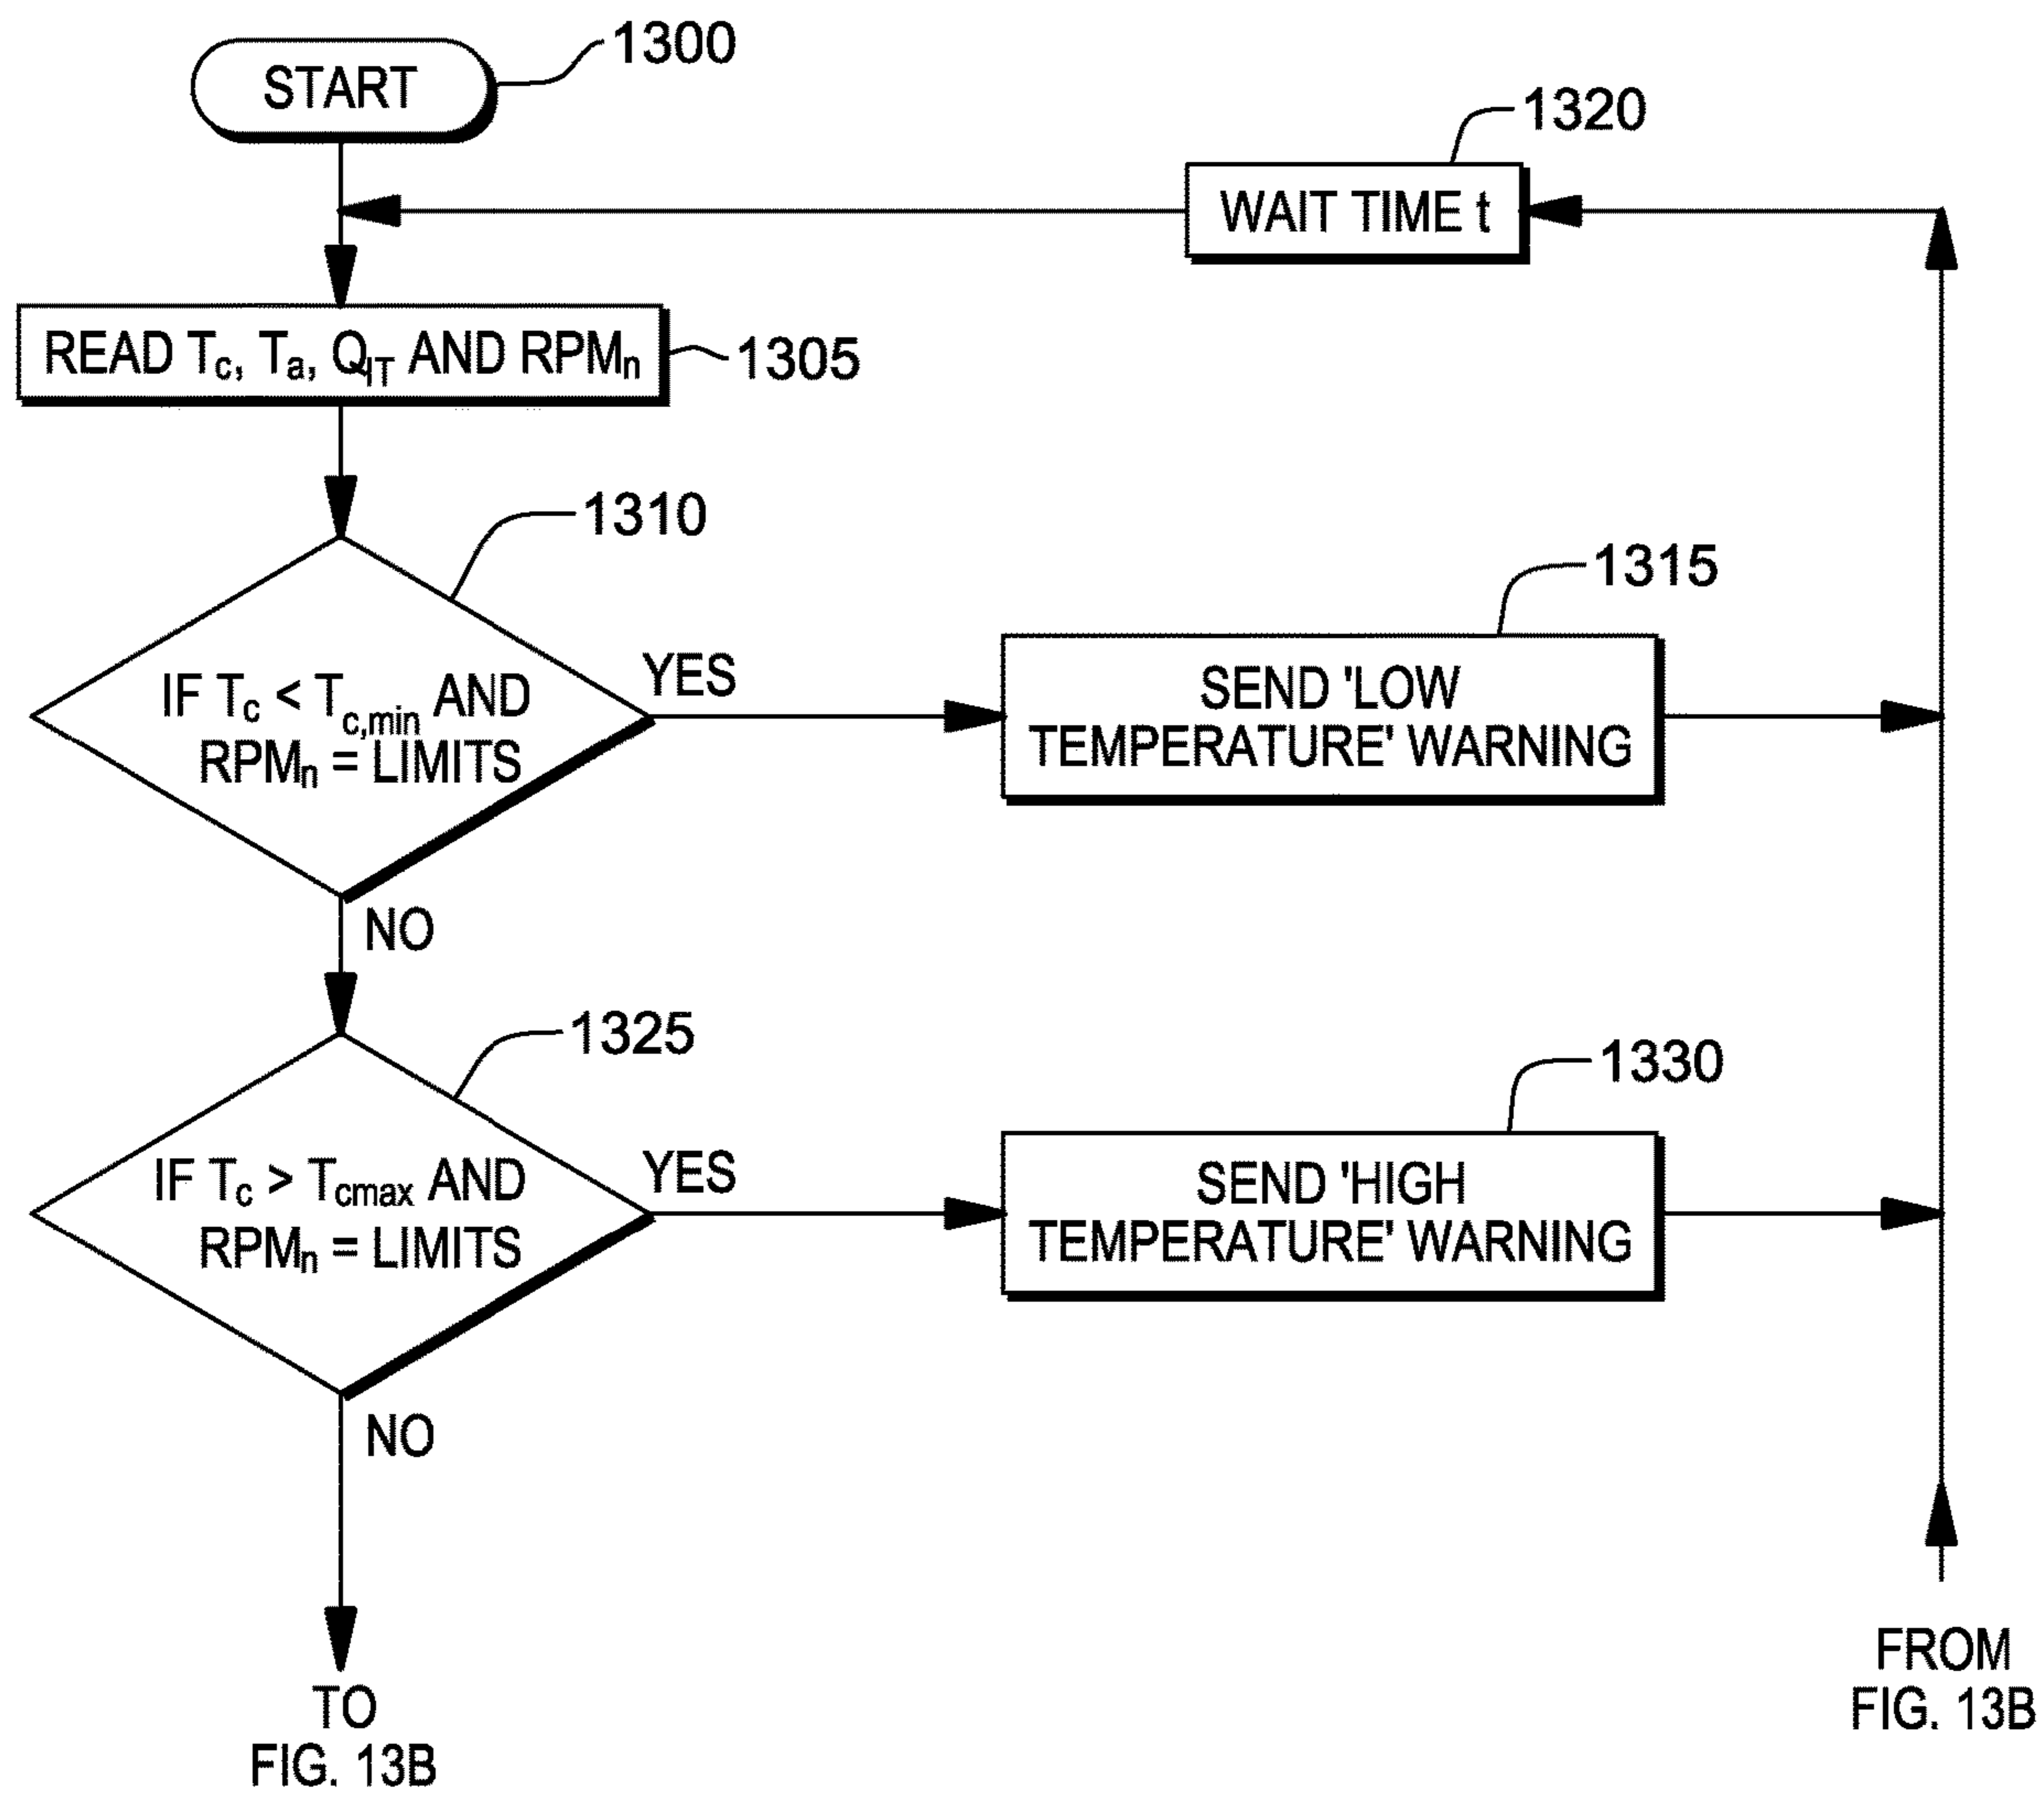 START
1300
1320
WAIT TIME t
READ Tc, Ta, QIT AND RPMn
1305
1310
IF Tc < Tc,min AND
RPMn = LIMITS
YES
1315
SEND 'LOW
TEMPERATURE' WARNING
NO
1325
IF Tc > Tcmax AND
RPMn = LIMITS
YES
1330
SEND 'HIGH
TEMPERATURE' WARNING
NO
TO
FIG. 13B
FROM
FIG. 13B